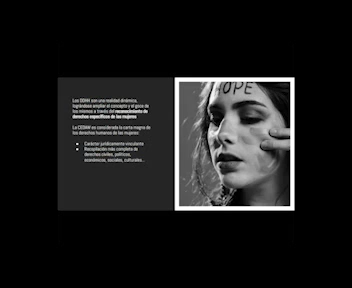 Los DDHH son una realidad dinámica,
lográndose ampliar el concepto y el goce de
los mismos a través del reconocimiento de
derechos específicos de las mujeres
La CEDAW es considerada la carta magna de
los derechos humanos de las mujeres:
● Carácter jurídicamente vinculante
● Recopilación más completa de
derechos civiles, políticos,
económicos, sociales, culturales...
HOPE